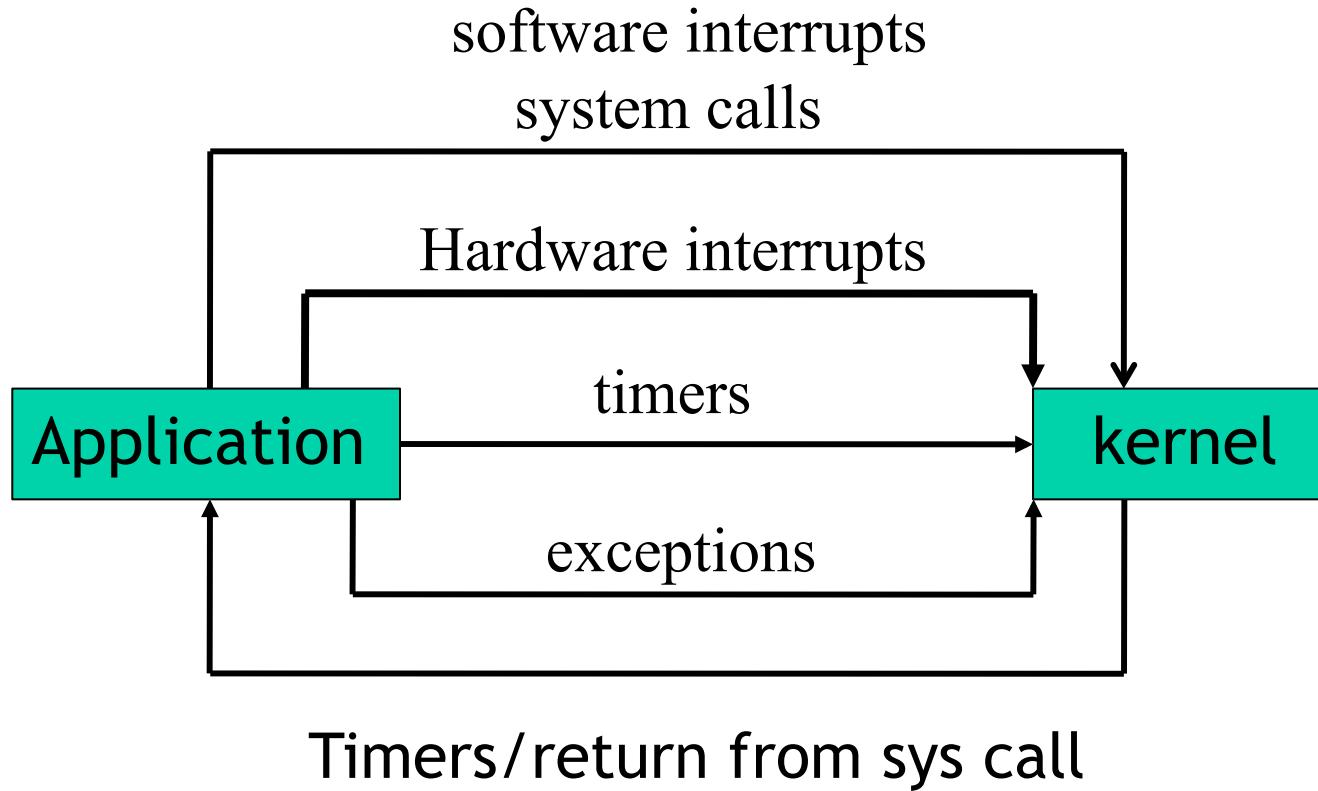 software interrupts
system calls
Hardware interrupts
timers
Application
kernel
exceptions
Timers/return from sys call